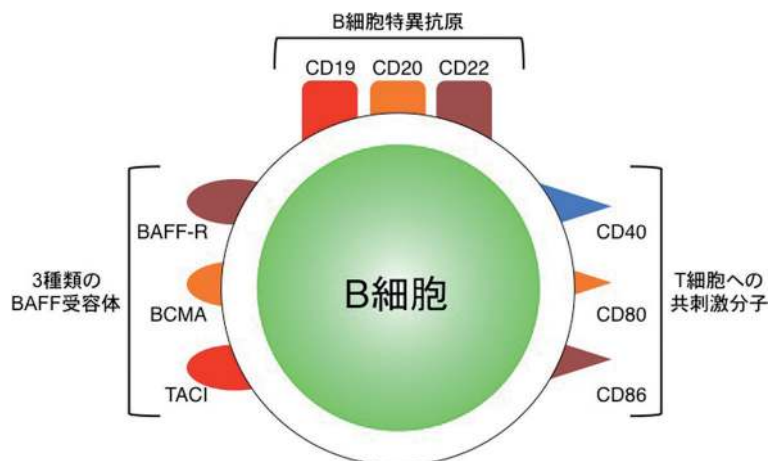 B細胞特異抗原
CD19 CD20 CD22
BAFF-R
BCMA
TACI
3種類の
BAFF受容体
B細胞
CD40
CD80
CD86
T細胞への
共刺激分子